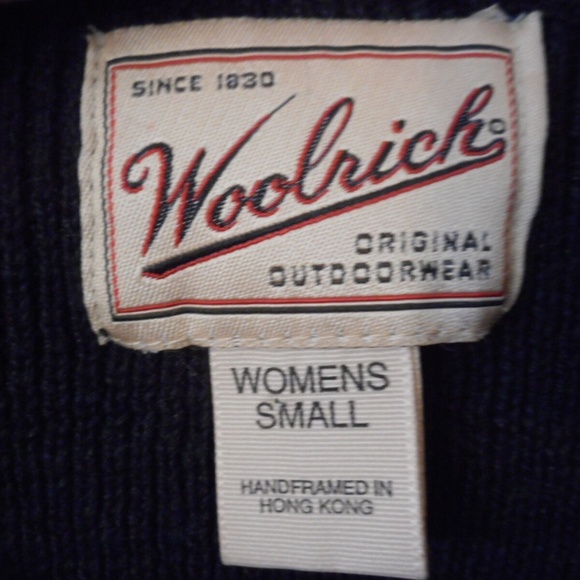 SINCE 1830
Woolrich
ORIGINAL
OUTDOORWEAR
WOMENS
SMALL
HANDFRAMED IN
HONG KONG